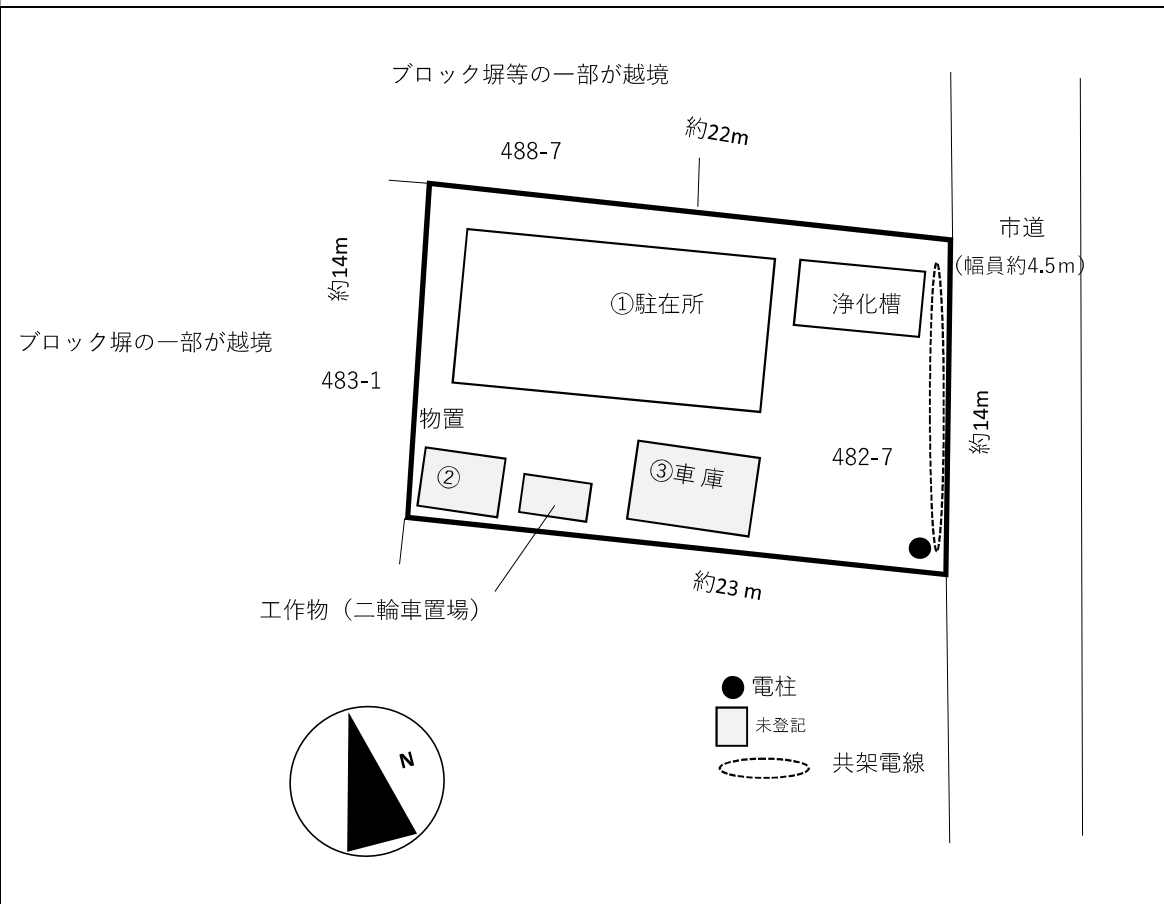 ブロック塀等の一部が越境
約22m
488-7
市道
(幅員約4.5m)
約14m
①駐在所
浄化槽
ブロック塀の一部が越境
483-1
物置
約14m
482-7
②
③車 庫
約23 m
工作物(二輪車置場)
電柱
未登記
共架電線
N